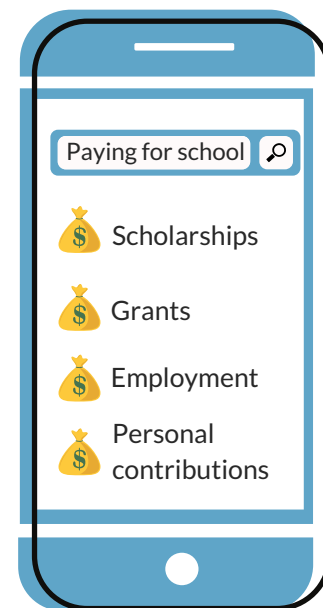 Paying for school
$ Scholarships
$ Grants
$ Employment
$ Personal
contributions